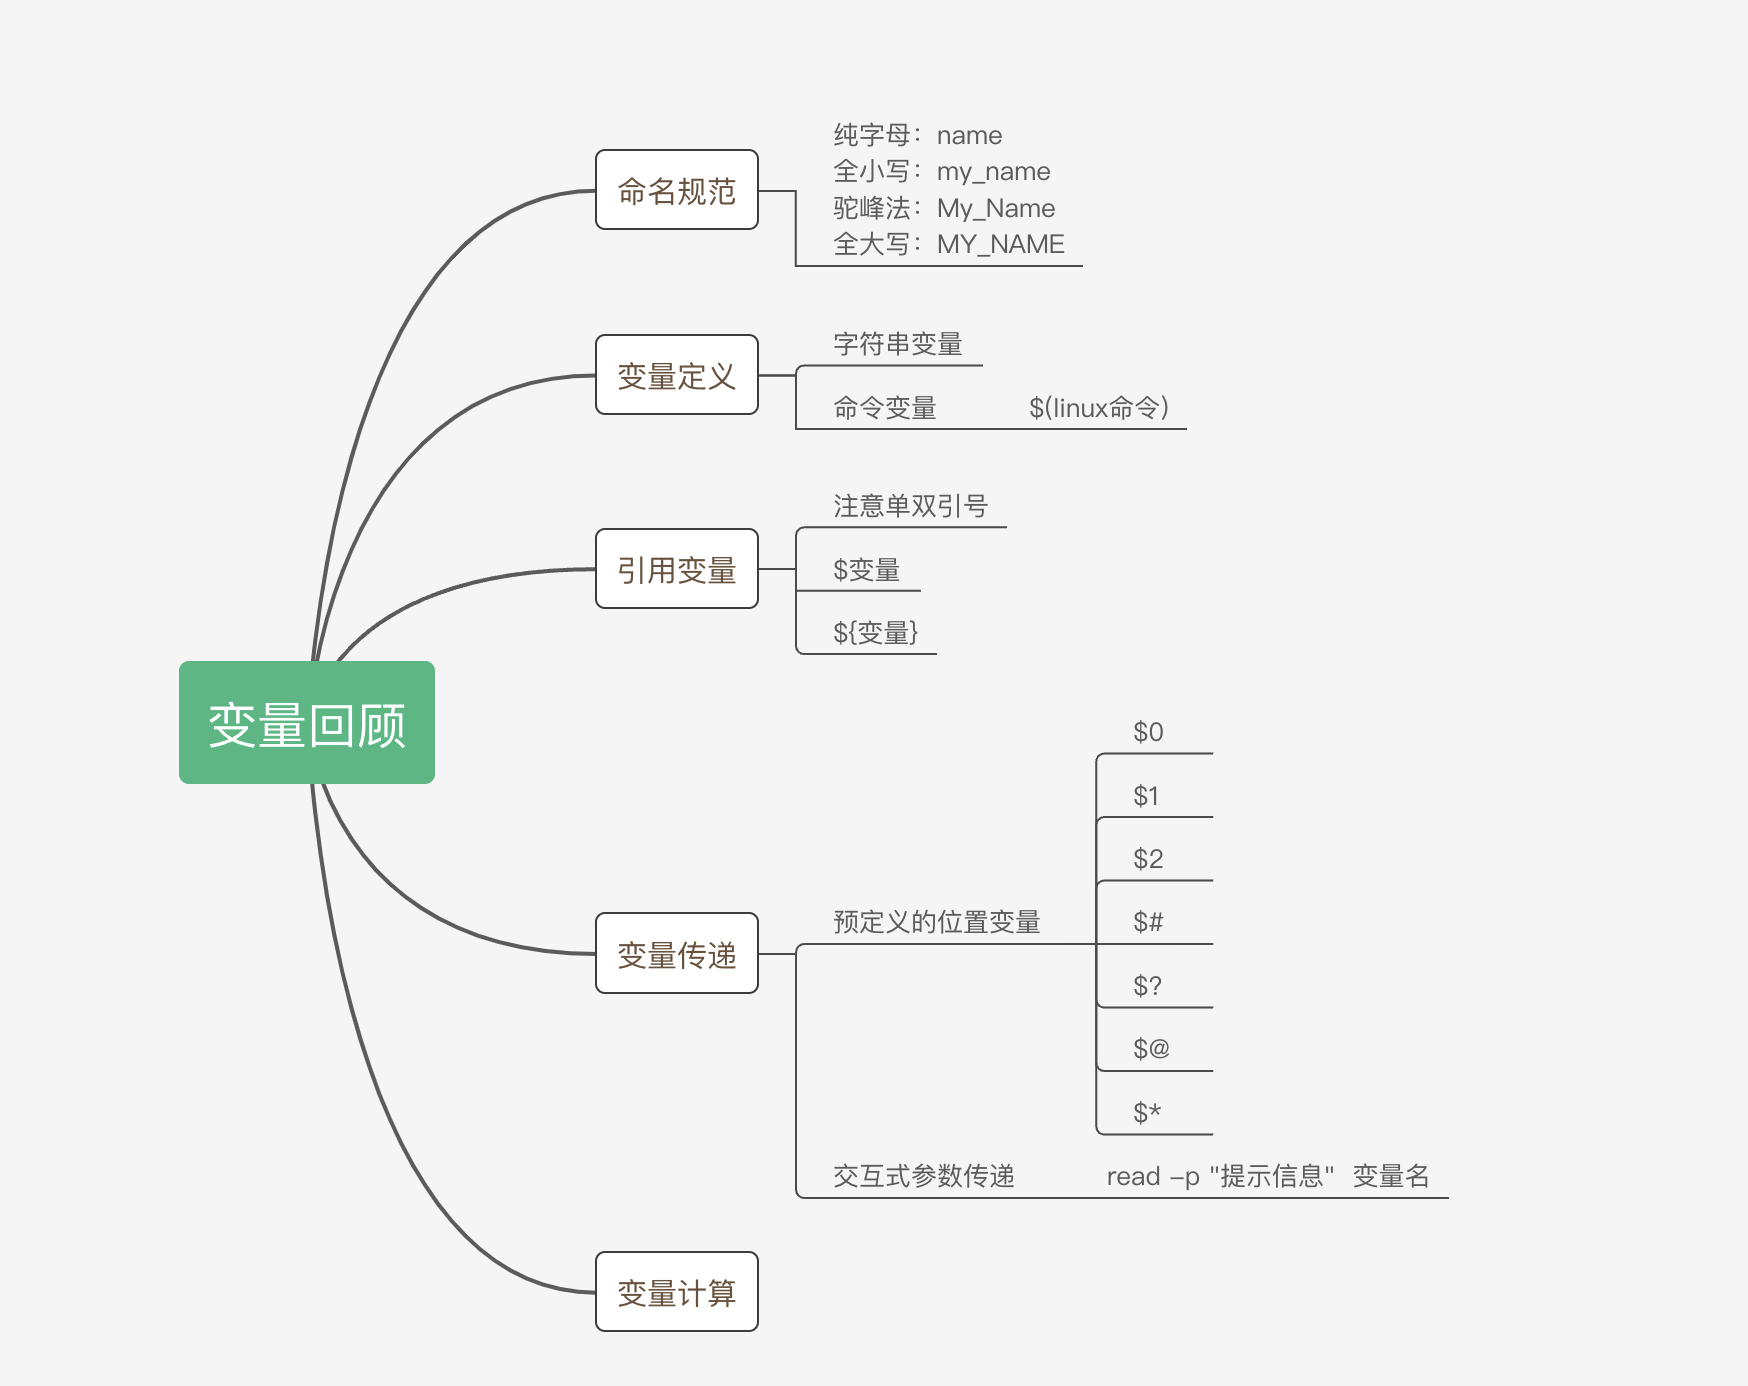 变量回顾
命名规范
纯字母：name
全小写：my_name
驼峰法：My_Name
全大写：MY_NAME
变量定义
字符串变量
命令变量 $(linux命令)
引用变量
注意单双引号
$变量
${变量}
变量传递
预定义的位置变量
$0
$1
$2
$#
$?
$@
$*
交互式参数传递 read -p "提示信息" 变量名
变量计算